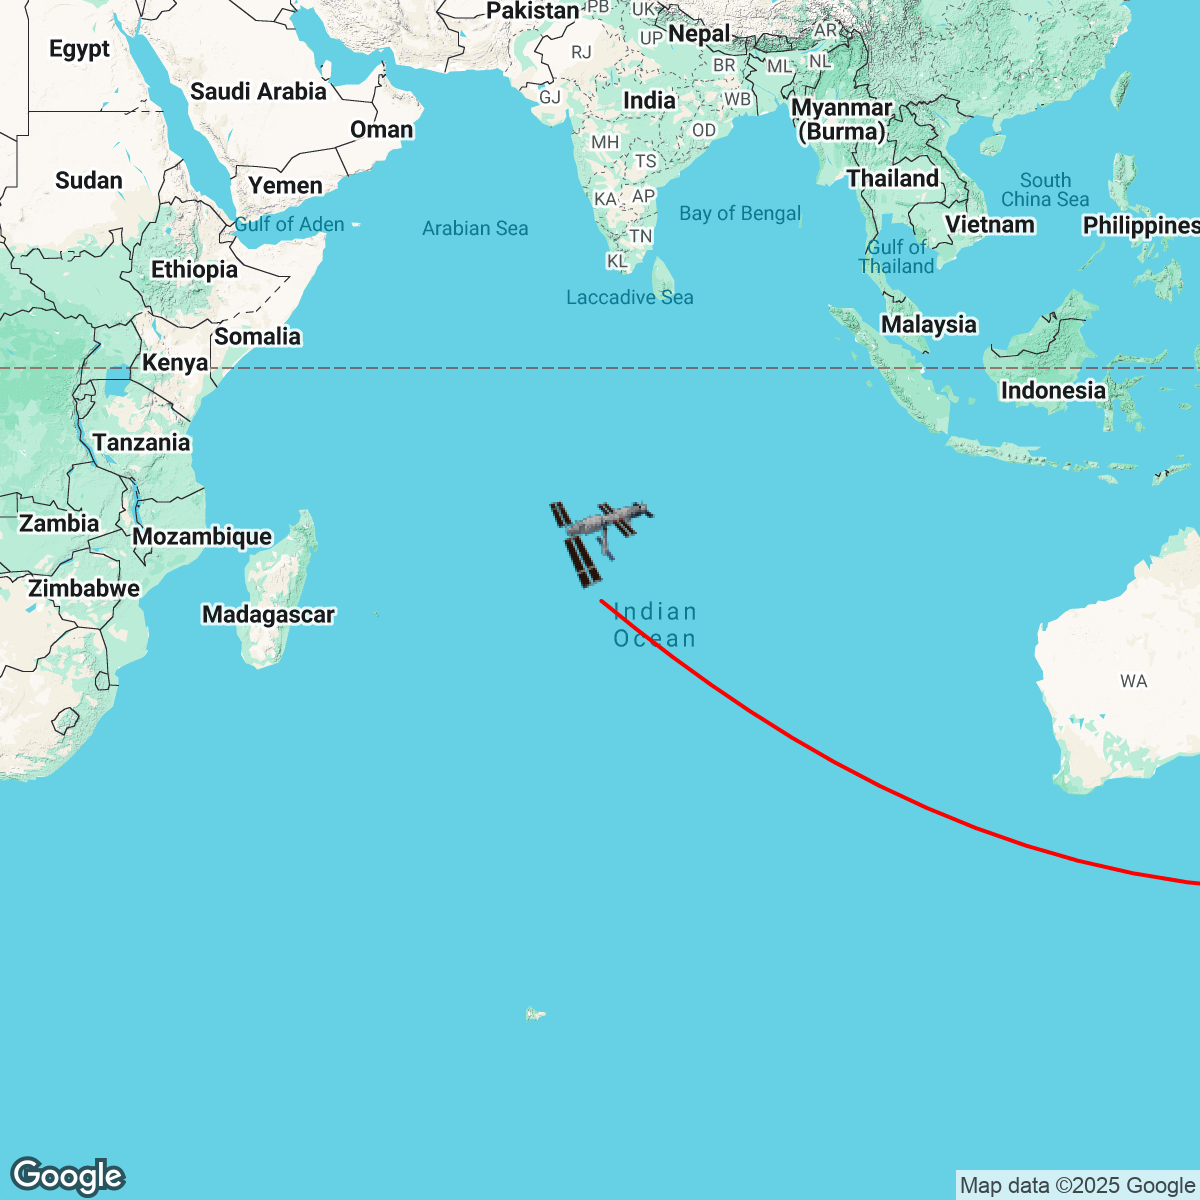 Pakistan
PB
UK
Egypt
RJ
UP
Nepal
AR
BR
ML
NL
Saudi Arabia
GJ
India
WB
Myanmar
(Burma)
Oman
OD
MH
TS
Sudan
Yemen
Thailand
South
China Sea
KA
AP
Gulf of Aden
Arabian Sea
Bay of Bengal
Vietnam
Philippines
TN
Gulf of
Thailand
KL
Ethiopia
Laccadive Sea
Malaysia
Somalia
Kenya
Indonesia
Tanzania
Zambia
Mozambique
Zimbabwe
Madagascar
Indian
Ocean
WA
Google
Map data ©2025 Google